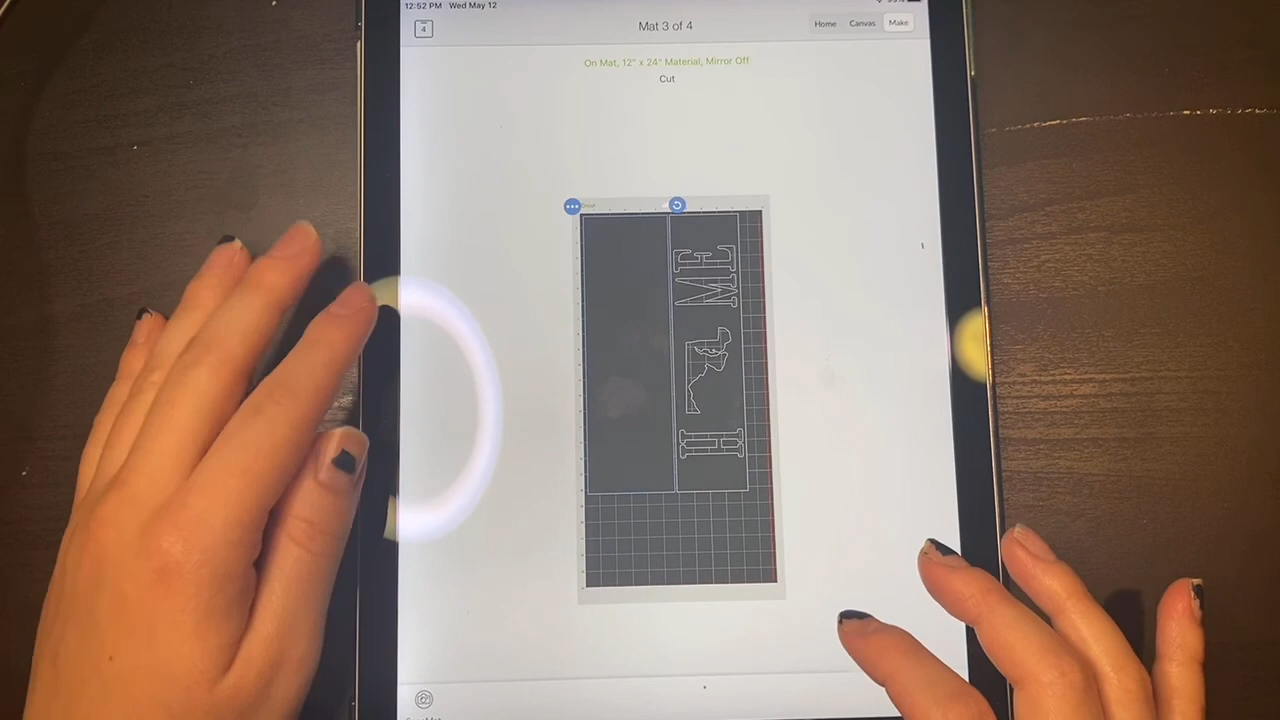 12:52 PM Wed May 12
4
Mat 3 of 4
Home Canvas Make
On Mat, 12" x 24" Material, Mirror Off
Cut
ME
H